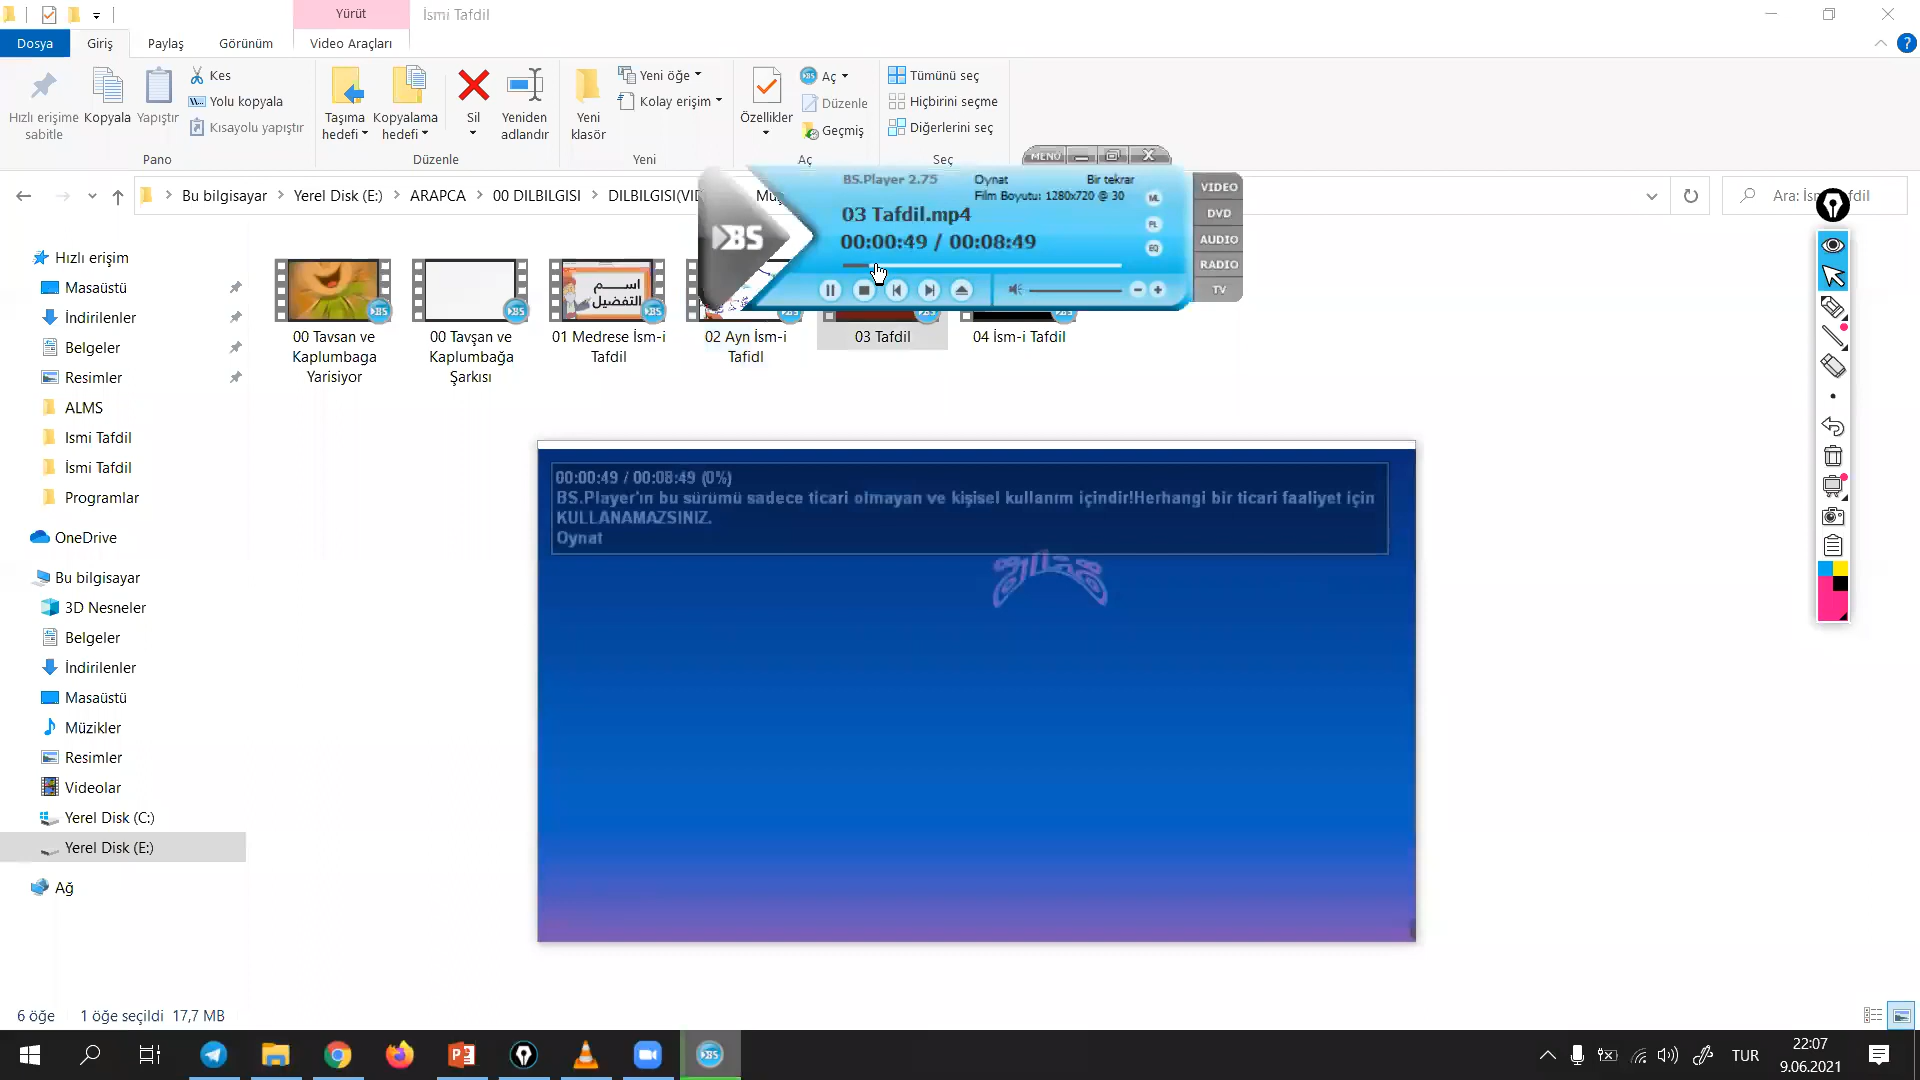 Yürüt
İsmi Tafdil
Dosya
Giriş
Paylaş
Görünüm
Video Araçları
?
Hızlı erişime sabitle
Kopyala
Yapıştır
Kes
Yolu kopyala
Kısayolu yapıştır
Pano
Taşıma hedefi
Kopyalama hedefi
Sil
Yeniden adlandır
Düzenle
Yeni klasör
Yeni öğe
Kolay erişim
Yeni
Özellikler
Aç
Düzenle
Geçmiş
Aç
Tümünü seç
Hiçbirini seçme
Diğerlerini seç
Seç
Bu bilgisayar
Yerel Disk (E:)
ARAPCA
00 DILBILGISI
Ara: İsmi Tafdil
MENU
BS
BS.Player 2.75
Oynat
Bir tekrar
Film Boyutu: 1280x720 @ 30
03 Tafdil.mp4
00:00:49 / 00:08:49
ML
PL
EQ
VIDEO
DVD
AUDIO
RADIO
TV
Hızlı erişim
Masaüstü
İndirilenler
Belgeler
Resimler
ALMS
Ismi Tafdil
İsmi Tafdil
Programlar
OneDrive
Bu bilgisayar
3D Nesneler
Belgeler
İndirilenler
Masaüstü
Müzikler
Resimler
Videolar
Yerel Disk (C:)
Yerel Disk (E:)
Ağ
اسم
التفضيل
00 Tavsan ve
Kaplumbaga
Yarisiyor
00 Tavşan ve
Kaplumbağa
Şarkısı
01 Medrese İsm-i
Tafdil
02 Ayn İsm-i
Tafidl
03 Tafdil
04 İsm-i Tafdil
00:00:49 / 00:08:49 (0%)
BS.Player'ın bu sürümü sadece ticari olmayan ve kişisel kullanım içindir!Herhangi bir ticari faaliyet için
KULLANAMAZSINIZ.
Oynat
6 öğe
1 öğe seçildi 17,7 MB
TUR
22:07
9.06.2021